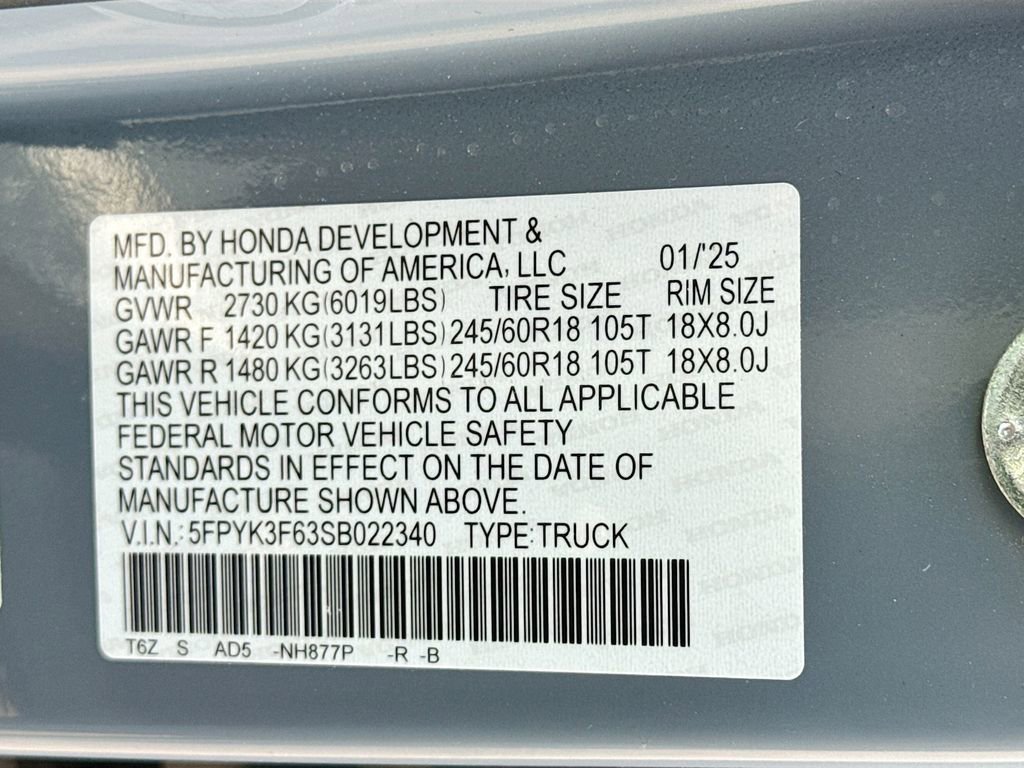 MFD. BY HONDA DEVELOPMENT &
MANUFACTURING OF AMERICA, LLC 01/'25
GVWR 2730 KG(6019LBS) TIRE SIZE RIM SIZE
GAWR F 1420 KG(3131LBS) 245/60R18 105T 18X8.0J
GAWR R 1480 KG(3263LBS) 245/60R18 105T 18X8.0J
THIS VEHICLE CONFORMS TO ALL APPLICABLE
FEDERAL MOTOR VEHICLE SAFETY
STANDARDS IN EFFECT ON THE DATE OF
MANUFACTURE SHOWN ABOVE.
V.I.N.: 5FPYK3F63SB022340 TYPE:TRUCK
T6Z S AD5 -NH877P -R -B